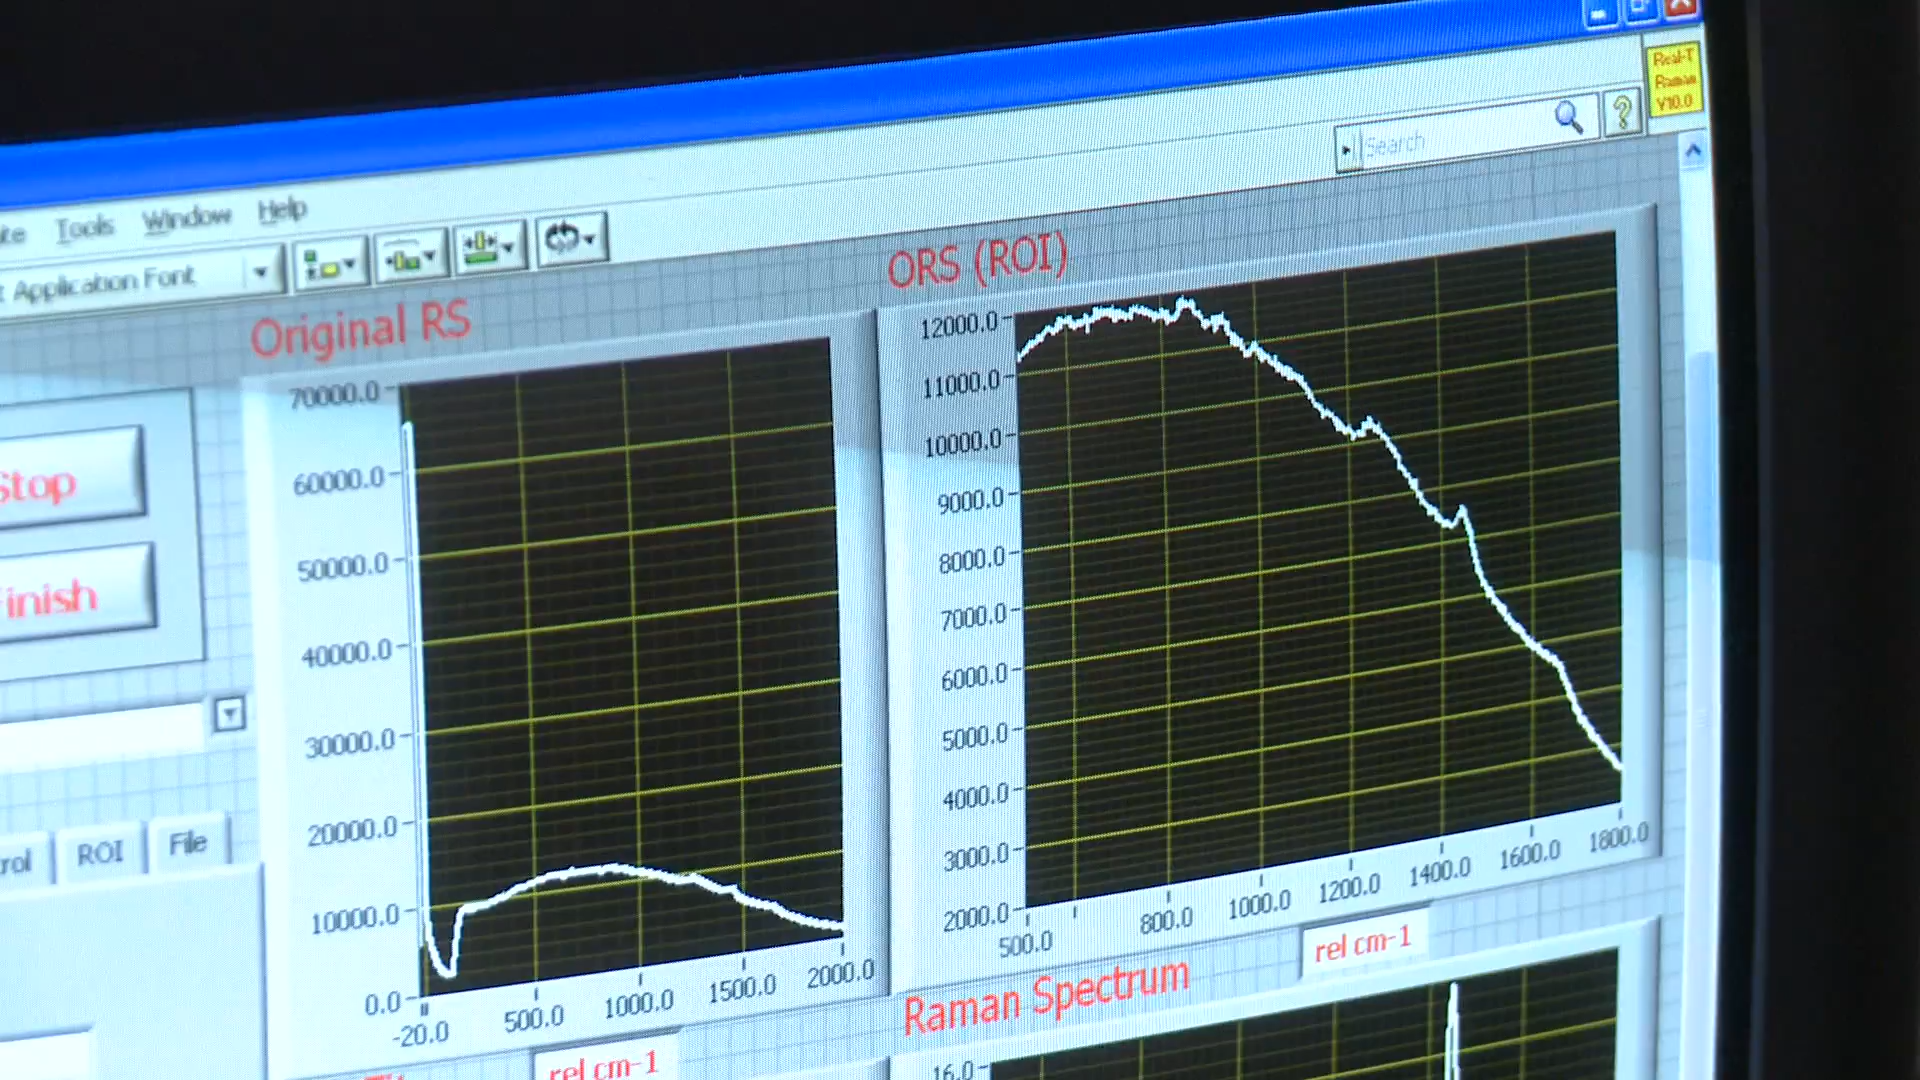 Real-T
Raman
V10.0
Search
Tools Window Help
Application Font
Original RS
ORS (ROI)
70000.0
60000.0
50000.0
40000.0
30000.0
20000.0
10000.0
0.0
-20.0 500.0 1000.0 1500.0 2000.0
rel cm-1
12000.0
11000.0
10000.0
9000.0
8000.0
7000.0
6000.0
5000.0
4000.0
3000.0
2000.0
500.0 800.0 1000.0 1200.0 1400.0 1600.0 1800.0
rel cm-1
Stop
Finish
ROI File
Raman Spectrum
16.0